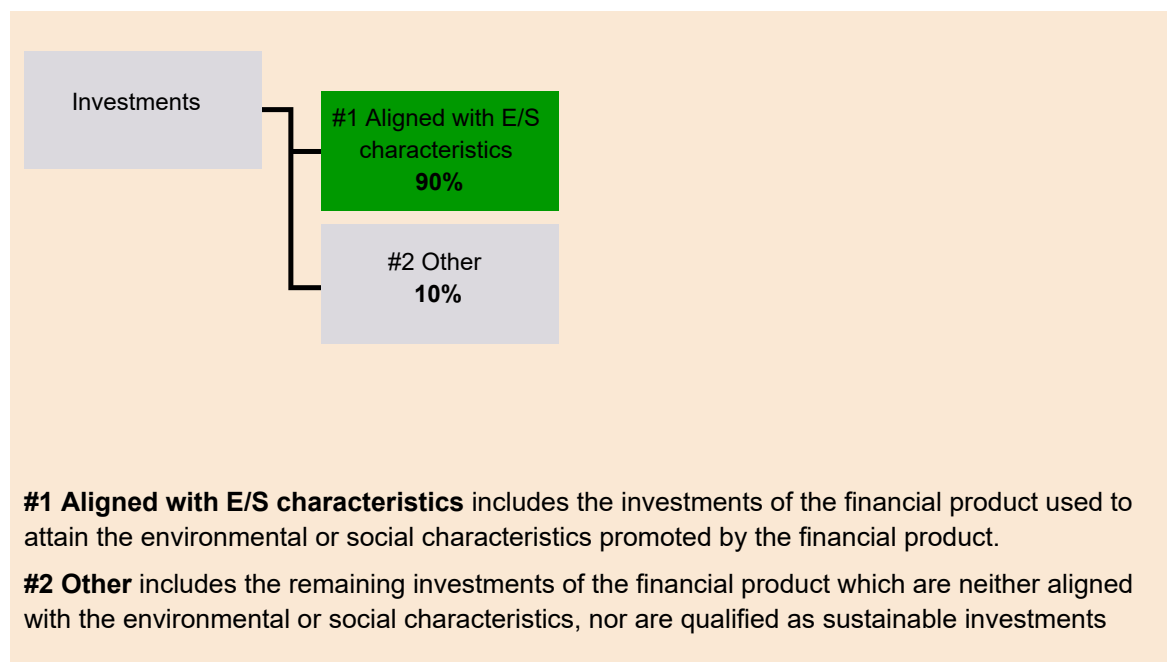 Investments
#1 Aligned with E/S
characteristics
90%
#2 Other
10%
#1 Aligned with E/S characteristics includes the investments of the financial product used to
attain the environmental or social characteristics promoted by the financial product.
#2 Other includes the remaining investments of the financial product which are neither aligned
with the environmental or social characteristics, nor are qualified as sustainable investments